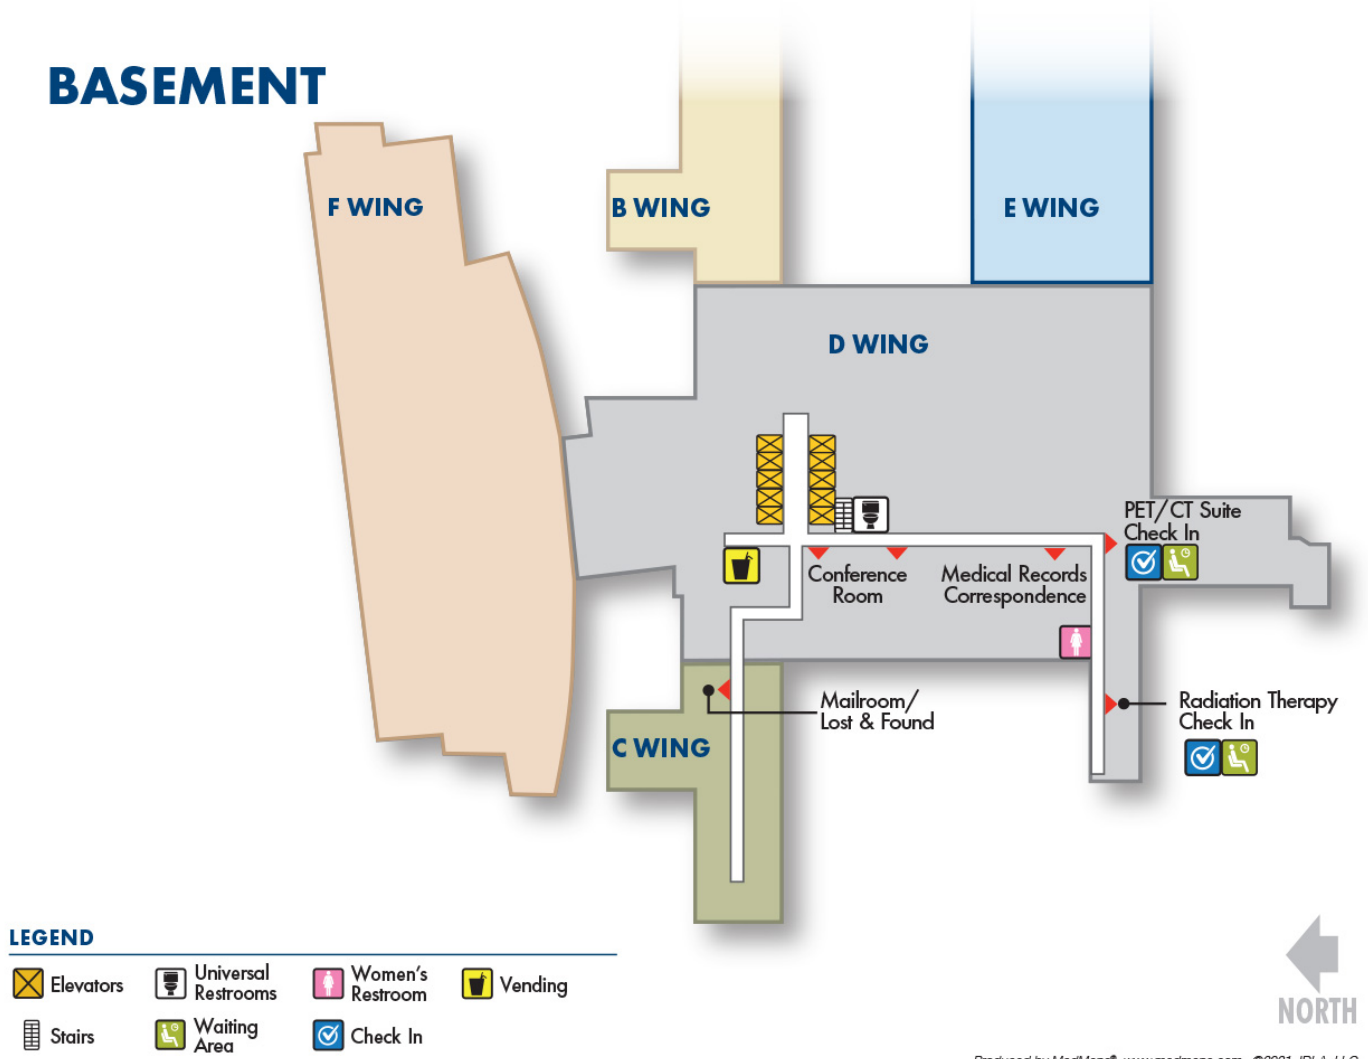 BASEMENT
F WING
B WING
E WING
D WING
PET/CT Suite
Check In
Conference
Room
Medical Records
Correspondence
Mailroom/
Lost & Found
Radiation Therapy
Check In
C WING
LEGEND
Elevators
Universal
Restrooms
Women's
Restroom
Vending
Stairs
Waiting
Area
Check In
NORTH